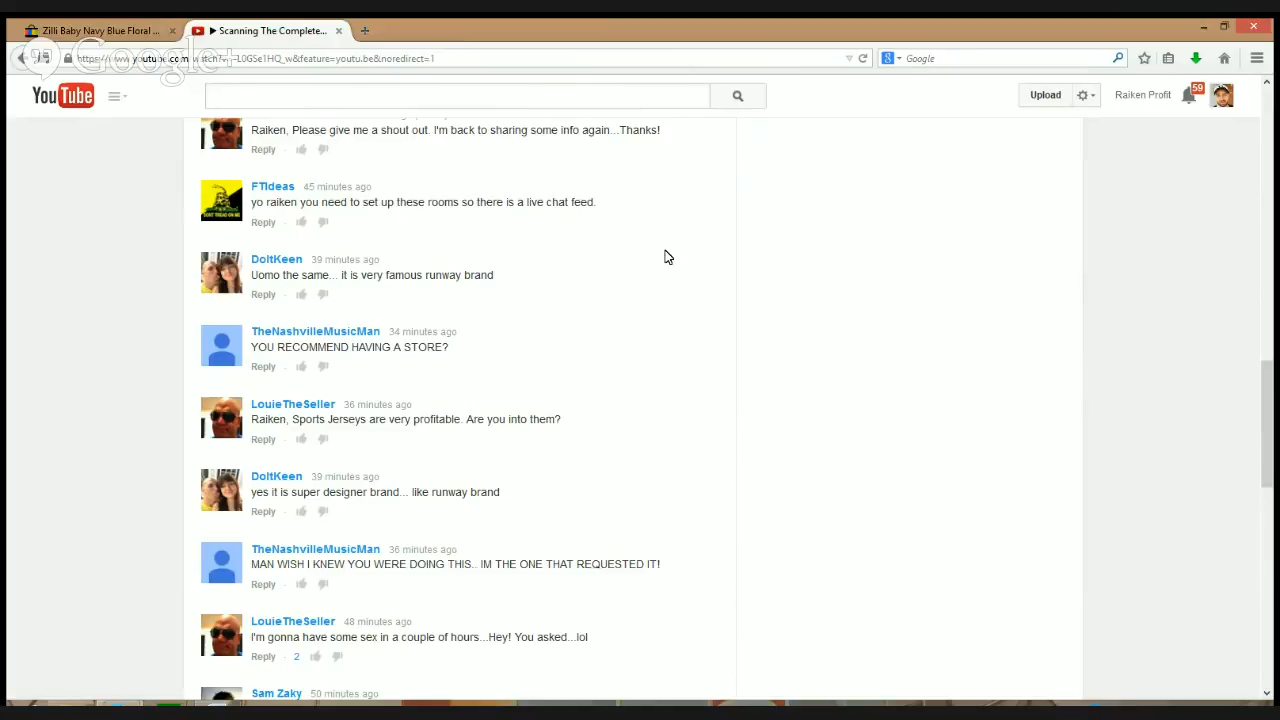 Zilli Baby Navy Blue Floral ...
Scanning The Complete...
Google+
https://www.youtube.com
L0GSe1HQ_w&feature=youtu.be&noredirect=1
Google
YouTube
Upload
Raiken Profit
59
Raiken, Please give me a shout out. I'm back to sharing some info again...Thanks!
Reply
FTIdeas 45 minutes ago
yo raiken you need to set up these rooms so there is a live chat feed.
DONT TREAD ON ME
Reply
DoItKeen 39 minutes ago
Uomo the same... it is very famous runway brand
Reply
TheNashvilleMusicMan 34 minutes ago
YOU RECOMMEND HAVING A STORE?
Reply
LouieTheSeller 36 minutes ago
Raiken, Sports Jerseys are very profitable. Are you into them?
Reply
DoItKeen 39 minutes ago
yes it is super designer brand... like runway brand
Reply
TheNashvilleMusicMan 36 minutes ago
MAN WISH I KNEW YOU WERE DOING THIS.. IM THE ONE THAT REQUESTED IT!
Reply
LouieTheSeller 48 minutes ago
I'm gonna have some sex in a couple of hours...Hey! You asked...lol
Reply 2
Sam Zaky 50 minutes ago